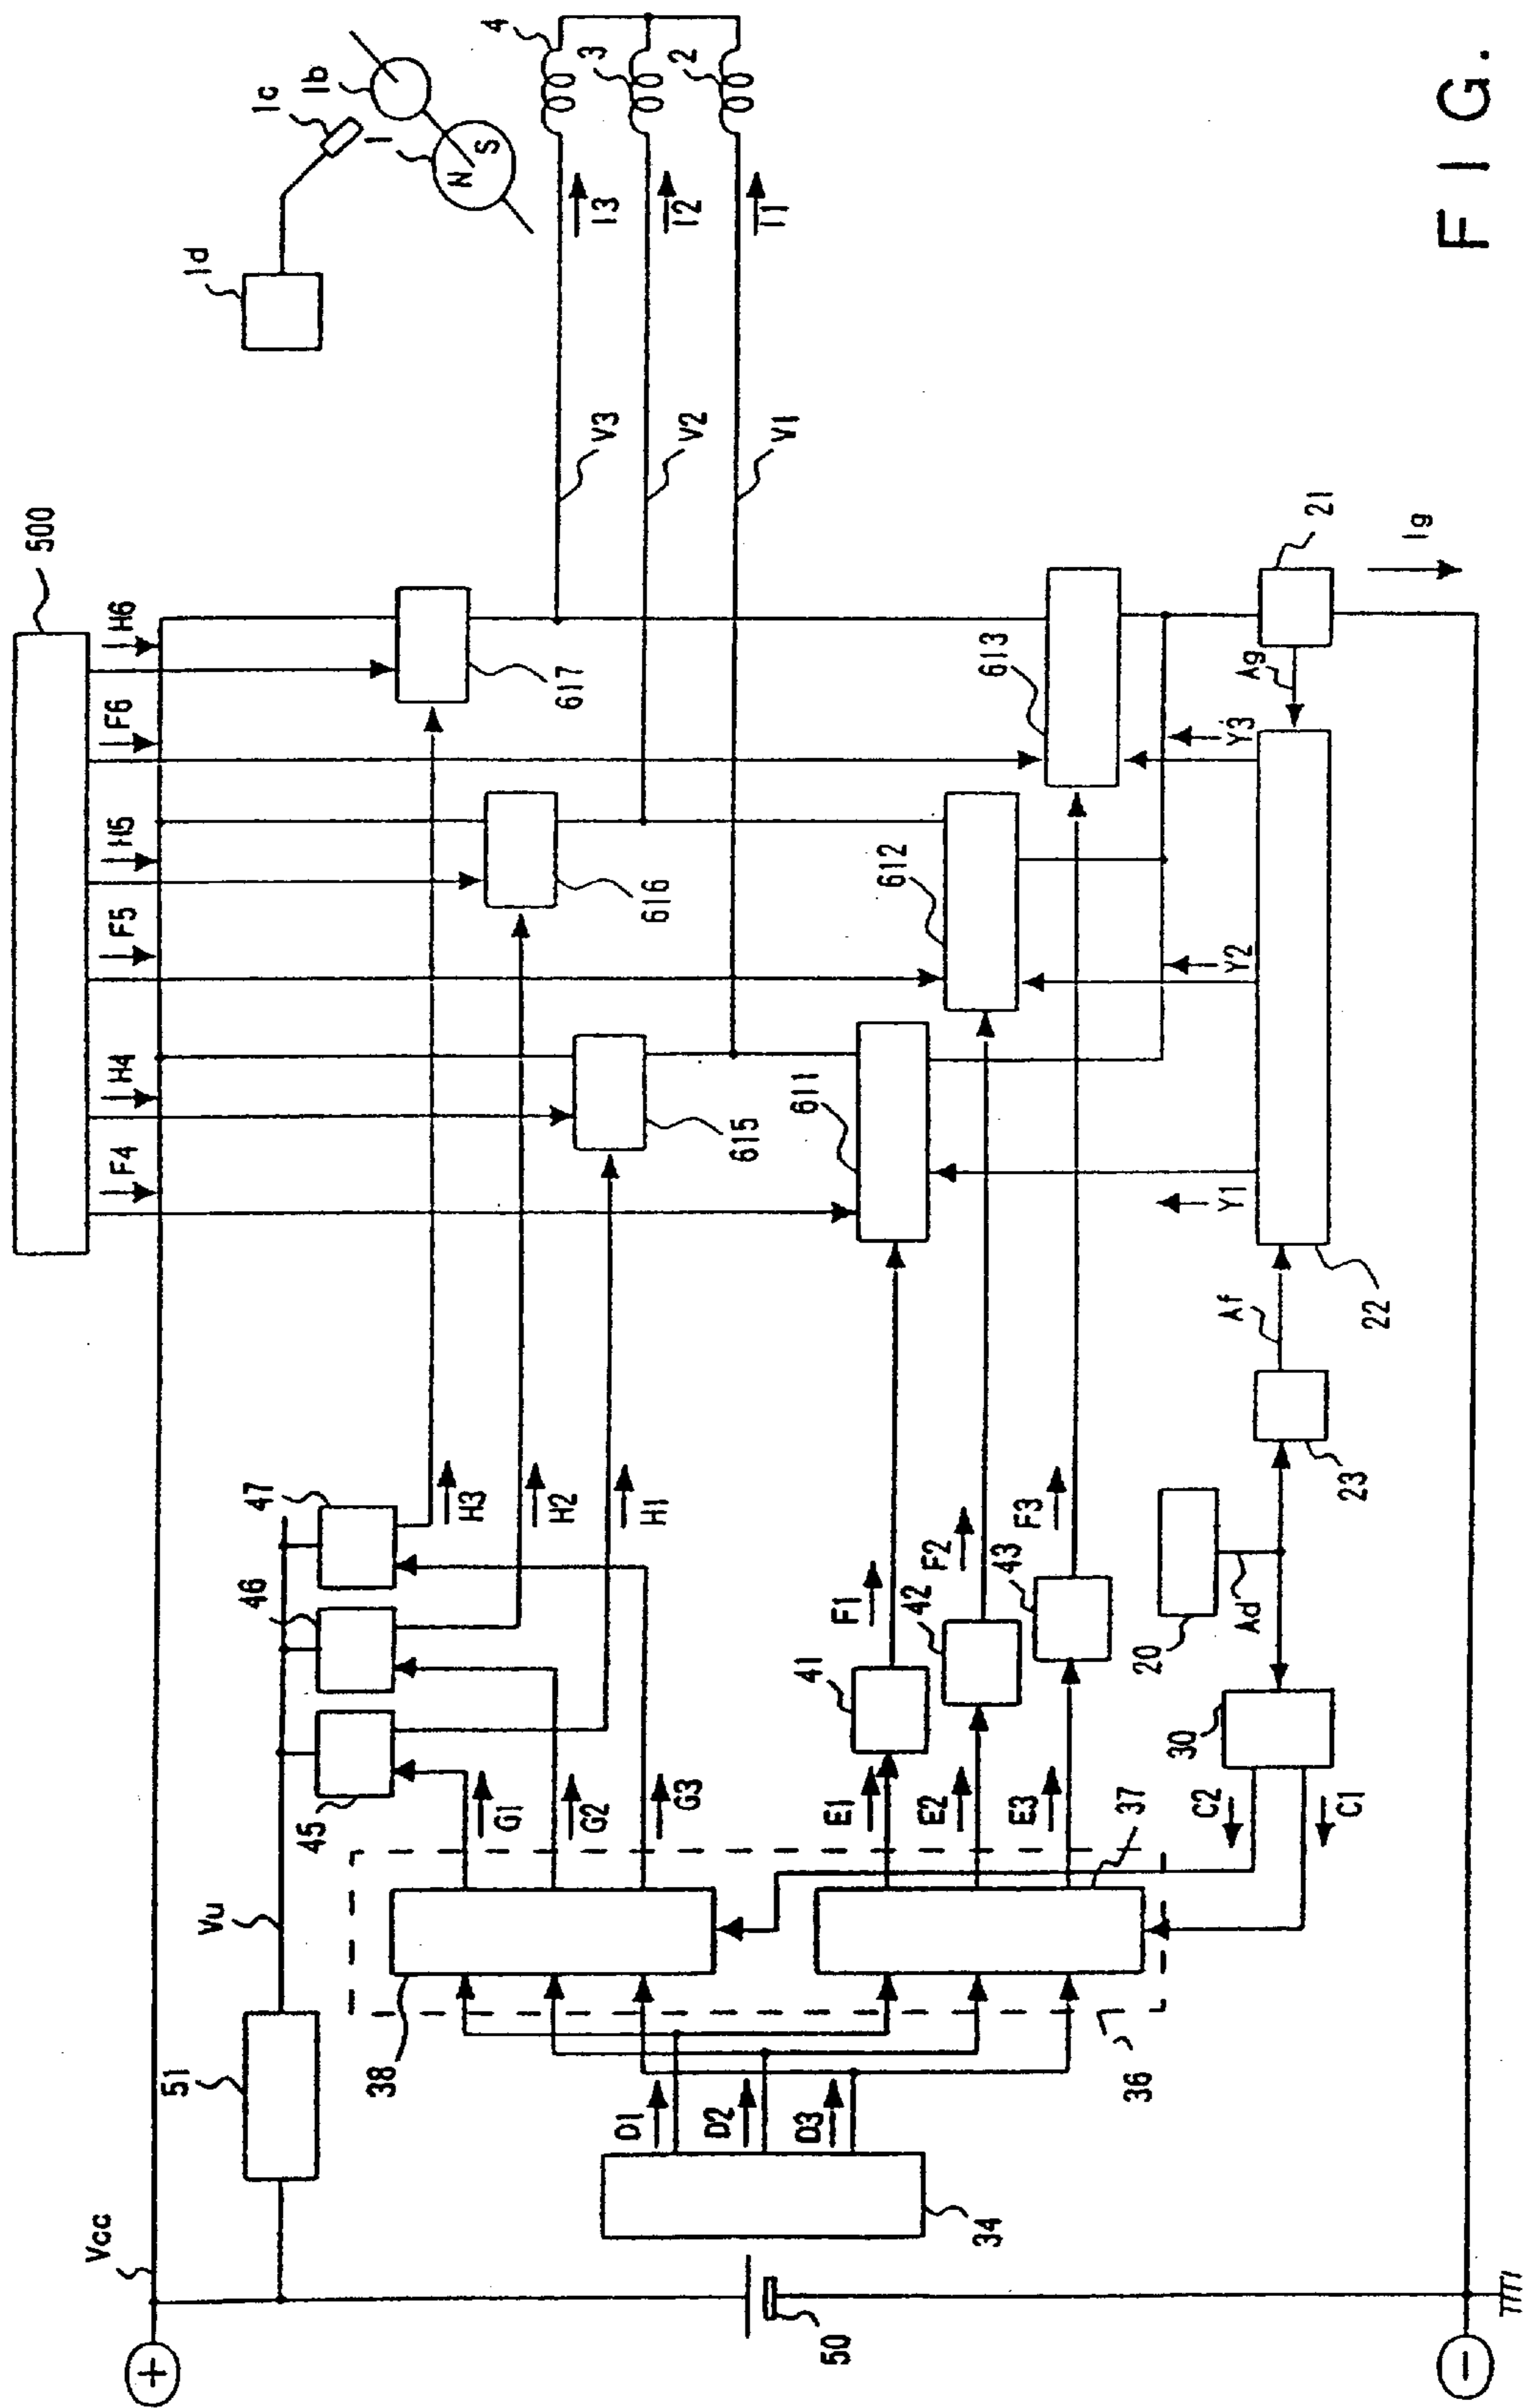 500
F4
H4
F5
H5
F6
H6
1d
1c
1b
1
N
S
4
3
2
I3
I2
I1
V3
V2
V1
617
616
615
611
612
613
Vcc
Vu
51
45
46
47
H3
H2
H1
G1
G2
G3
38
D1
D2
D3
34
36
37
E1
E2
E3
41
42
43
F1
F2
F3
50
C2
C1
30
20
Ad
23
Af
22
Y1
Y2
Y3
Ag
21
Ig
+
−
FIG.